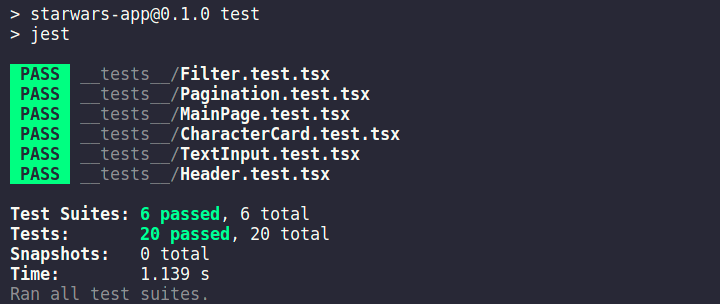 > starwars-app@0.1.0 test
> jest
PASS __tests__/Filter.test.tsx
PASS __tests__/Pagination.test.tsx
PASS __tests__/MainPage.test.tsx
PASS __tests__/CharacterCard.test.tsx
PASS __tests__/TextInput.test.tsx
PASS __tests__/Header.test.tsx
Test Suites: 6 passed, 6 total
Tests: 20 passed, 20 total
Snapshots: 0 total
Time: 1.139 s
Ran all test suites.